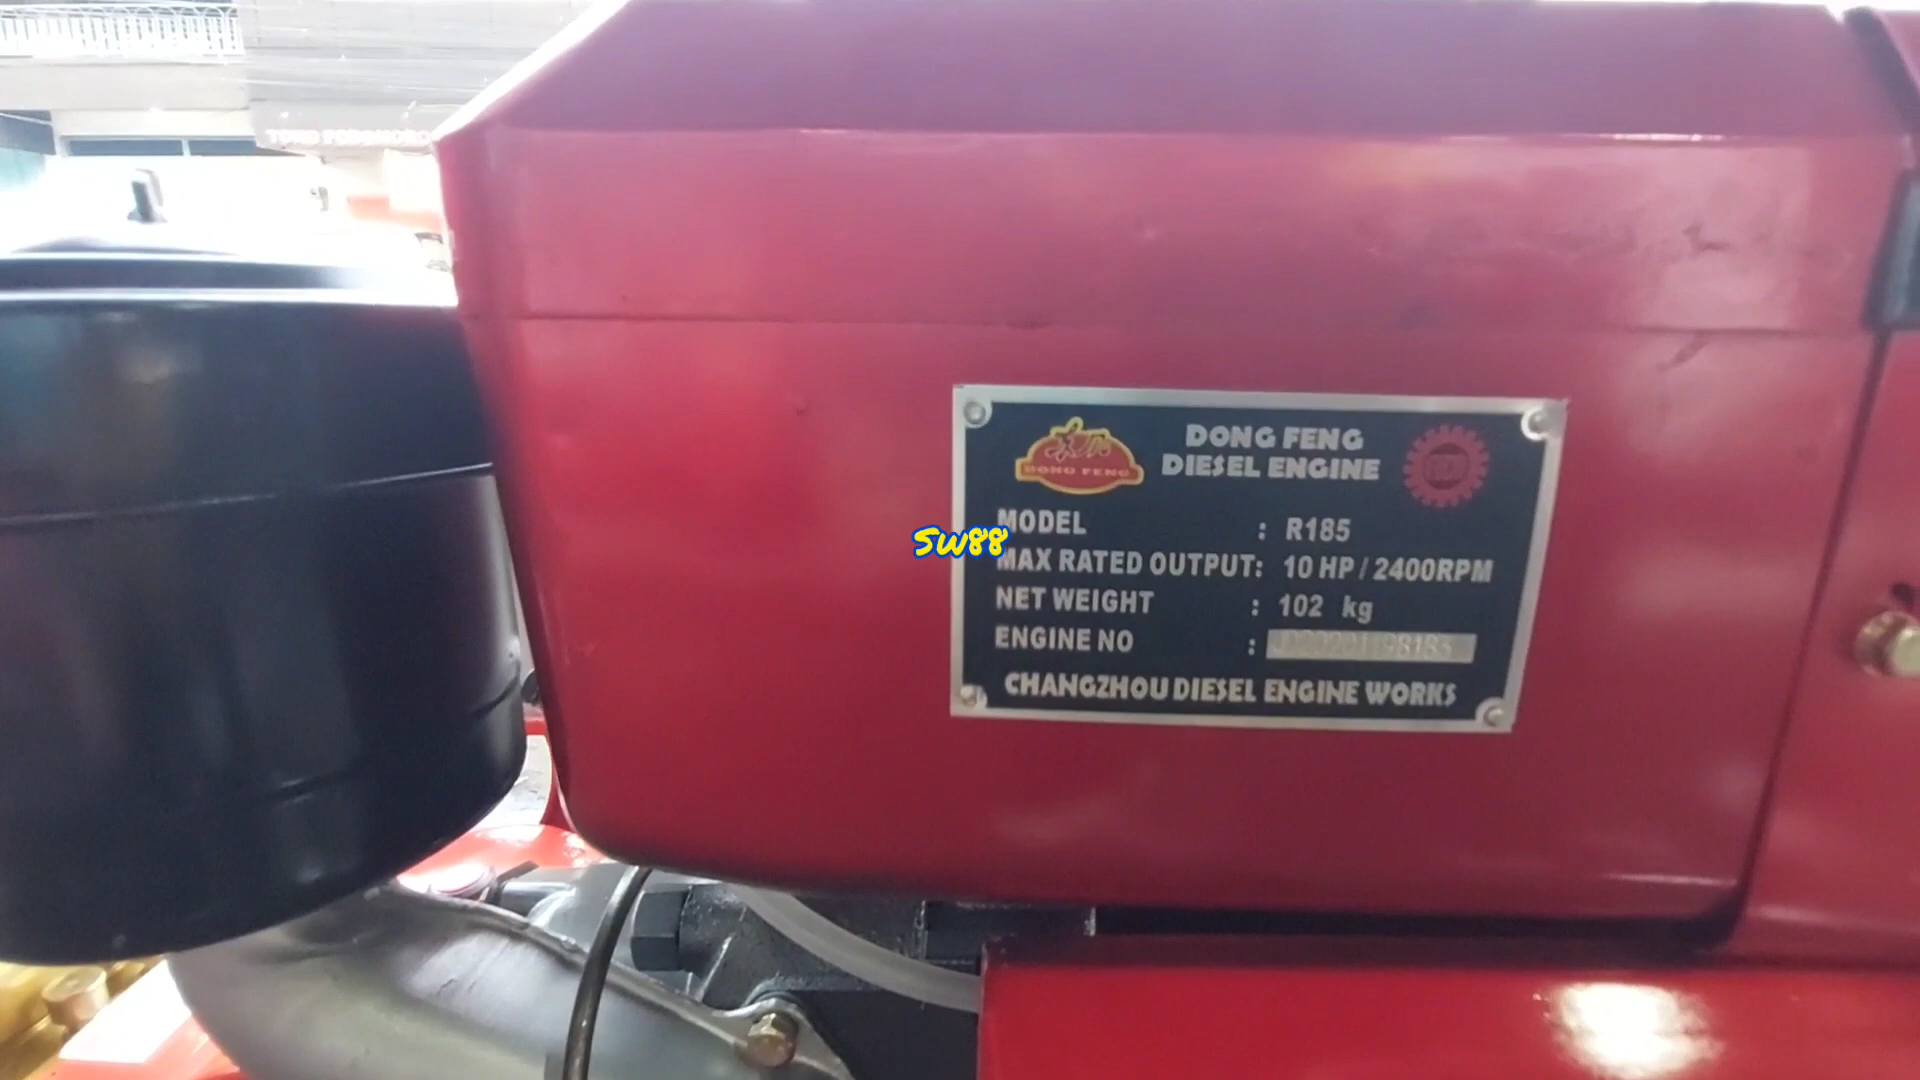 DONG FENG
DONG FENG
DIESEL ENGINE
MODEL : R185
SW88
MAX RATED OUTPUT: 10 HP / 2400RPM
NET WEIGHT : 102 kg
ENGINE NO :
CHANGZHOU DIESEL ENGINE WORKS